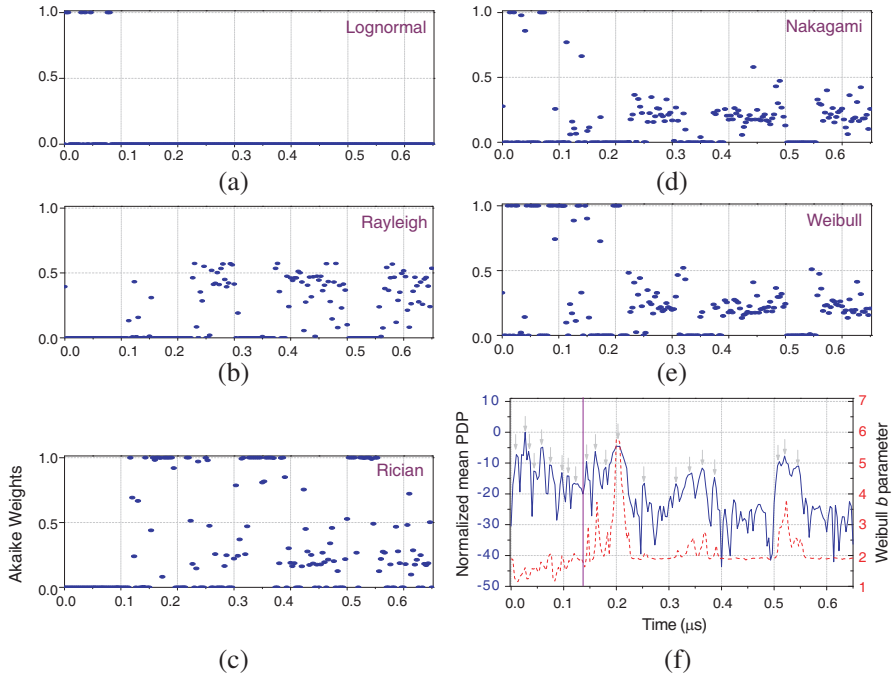 1.0
Lognormal
0.5
0.0
0.0 0.1 0.2 0.3 0.4 0.5 0.6
(a)
1.0
Rayleigh
0.5
0.0
0.0 0.1 0.2 0.3 0.4 0.5 0.6
(b)
Akaike Weights
1.0
Rician
0.5
0.0
0.0 0.1 0.2 0.3 0.4 0.5 0.6
(c)
1.0
Nakagami
0.5
0.0
0.0 0.1 0.2 0.3 0.4 0.5 0.6
(d)
1.0
Weibull
0.5
0.0
0.0 0.1 0.2 0.3 0.4 0.5 0.6
(e)
Normalized mean PDP
10
0
-10
-20
-30
-40
-50
7
6
5
4
3
2
1
Weibull b parameter
0.0 0.1 0.2 0.3 0.4 0.5 0.6
Time (μs)
(f)